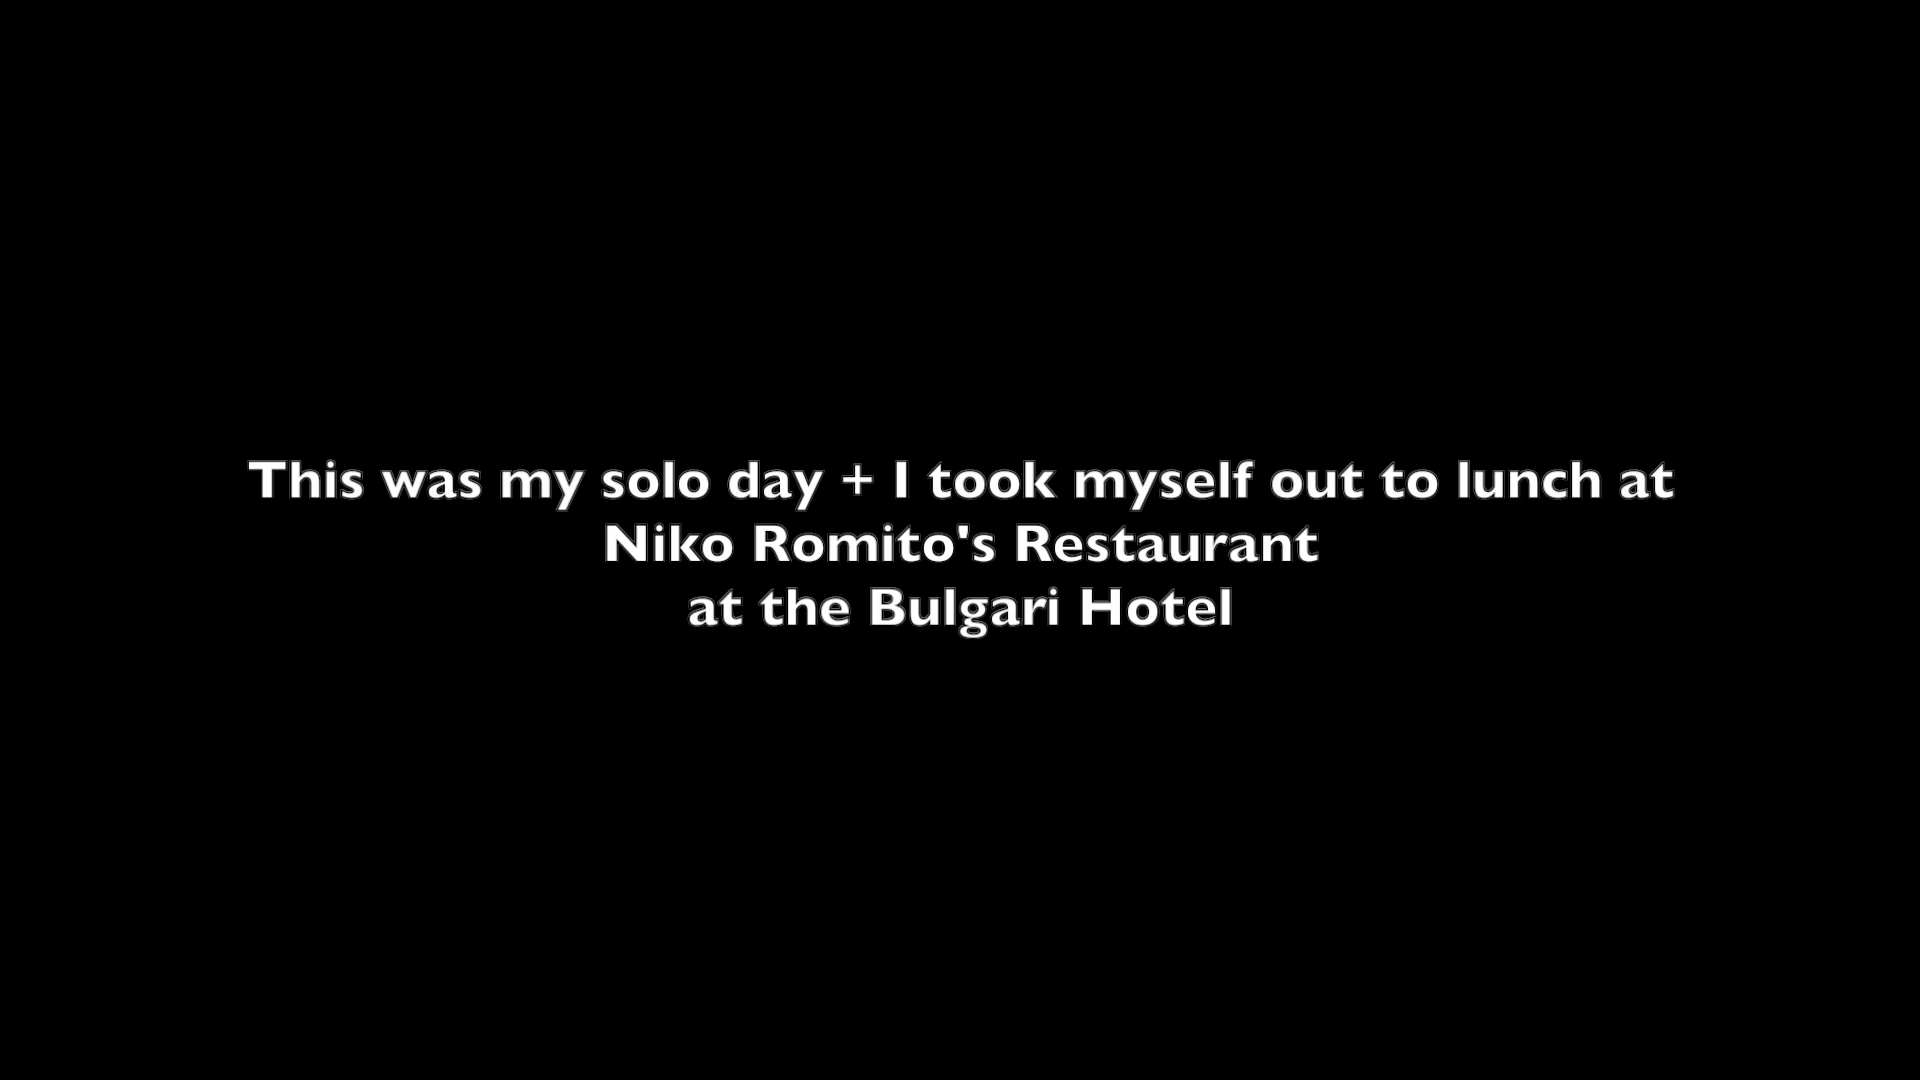 This was my solo day + I took myself out to lunch at
Niko Romito's Restaurant
at the Bulgari Hotel